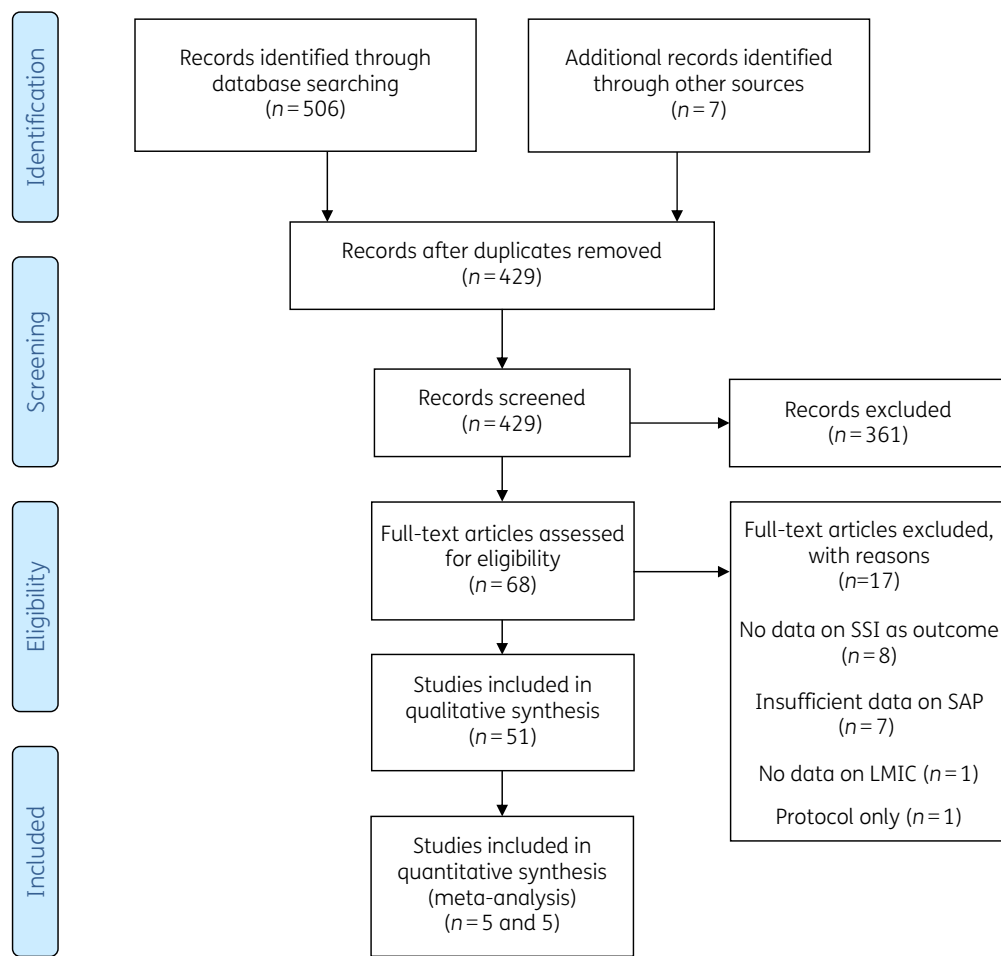 Identification
Records identified through
database searching
(n = 506)
Additional records identified
through other sources
(n = 7)
Records after duplicates removed
(n = 429)
Screening
Records screened
(n = 429)
Records excluded
(n = 361)
Eligibility
Full-text articles assessed
for eligibility
(n = 68)
Full-text articles excluded,
with reasons
(n=17)
No data on SSI as outcome
(n = 8)
Insufficient data on SAP
(n = 7)
No data on LMIC (n = 1)
Protocol only (n = 1)
Studies included in
qualitative synthesis
(n = 51)
Included
Studies included in
quantitative synthesis
(meta-analysis)
(n = 5 and 5)